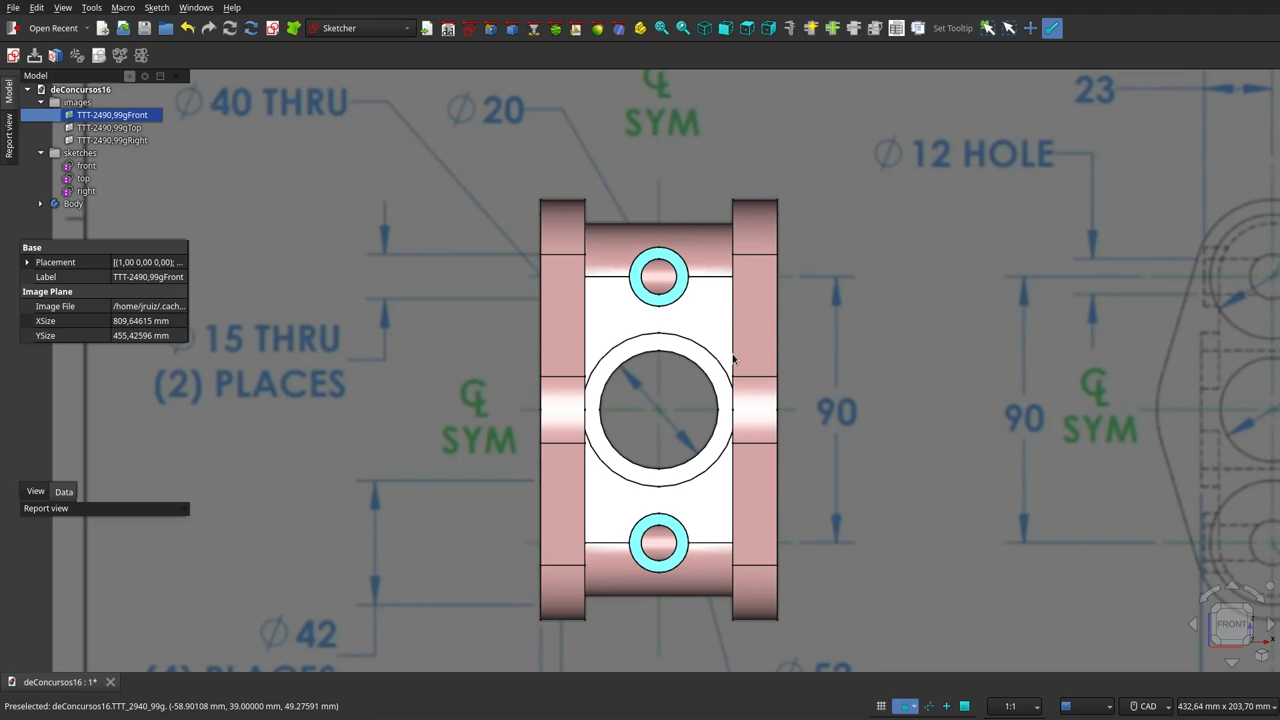 File Edit View Tools Macro Sketch Windows Help
Open Recent Sketcher Set Tooltip
Model
Model
Report view
deConcursos16
images
TTT-2490,99gFront
TTT-2490,99gTop
TTT-2490,99gRight
sketches
front
top
right
Body
Base
Placement [(1,00 0,00 0,00); ...
Label TTT-2490,99gFront
Image Plane
Image File /home/jruiz/.cach...
XSize 809,64615 mm
YSize 455,42596 mm
View Data
Report view
Ø 40 THRU
Ø 20
℄
SYM
23
Ø 12 HOLE
Ø 15 THRU
(2) PLACES
℄
SYM
90
90
℄
SYM
Ø 42
FRONT
z
deConcursos16 : 1*
Preselected: deConcursos16.TTT_2940_99g. (-58.90108 mm, 39.00000 mm, 49.27591 mm)
1:1
CAD
432,64 mm x 203,70 mm